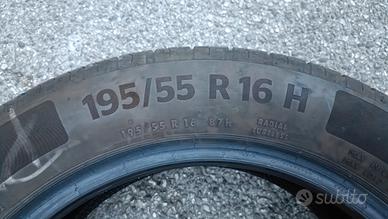 195/55 R 16 H
195/55 R 16 87H
RADIAL
TUBELESS
subito